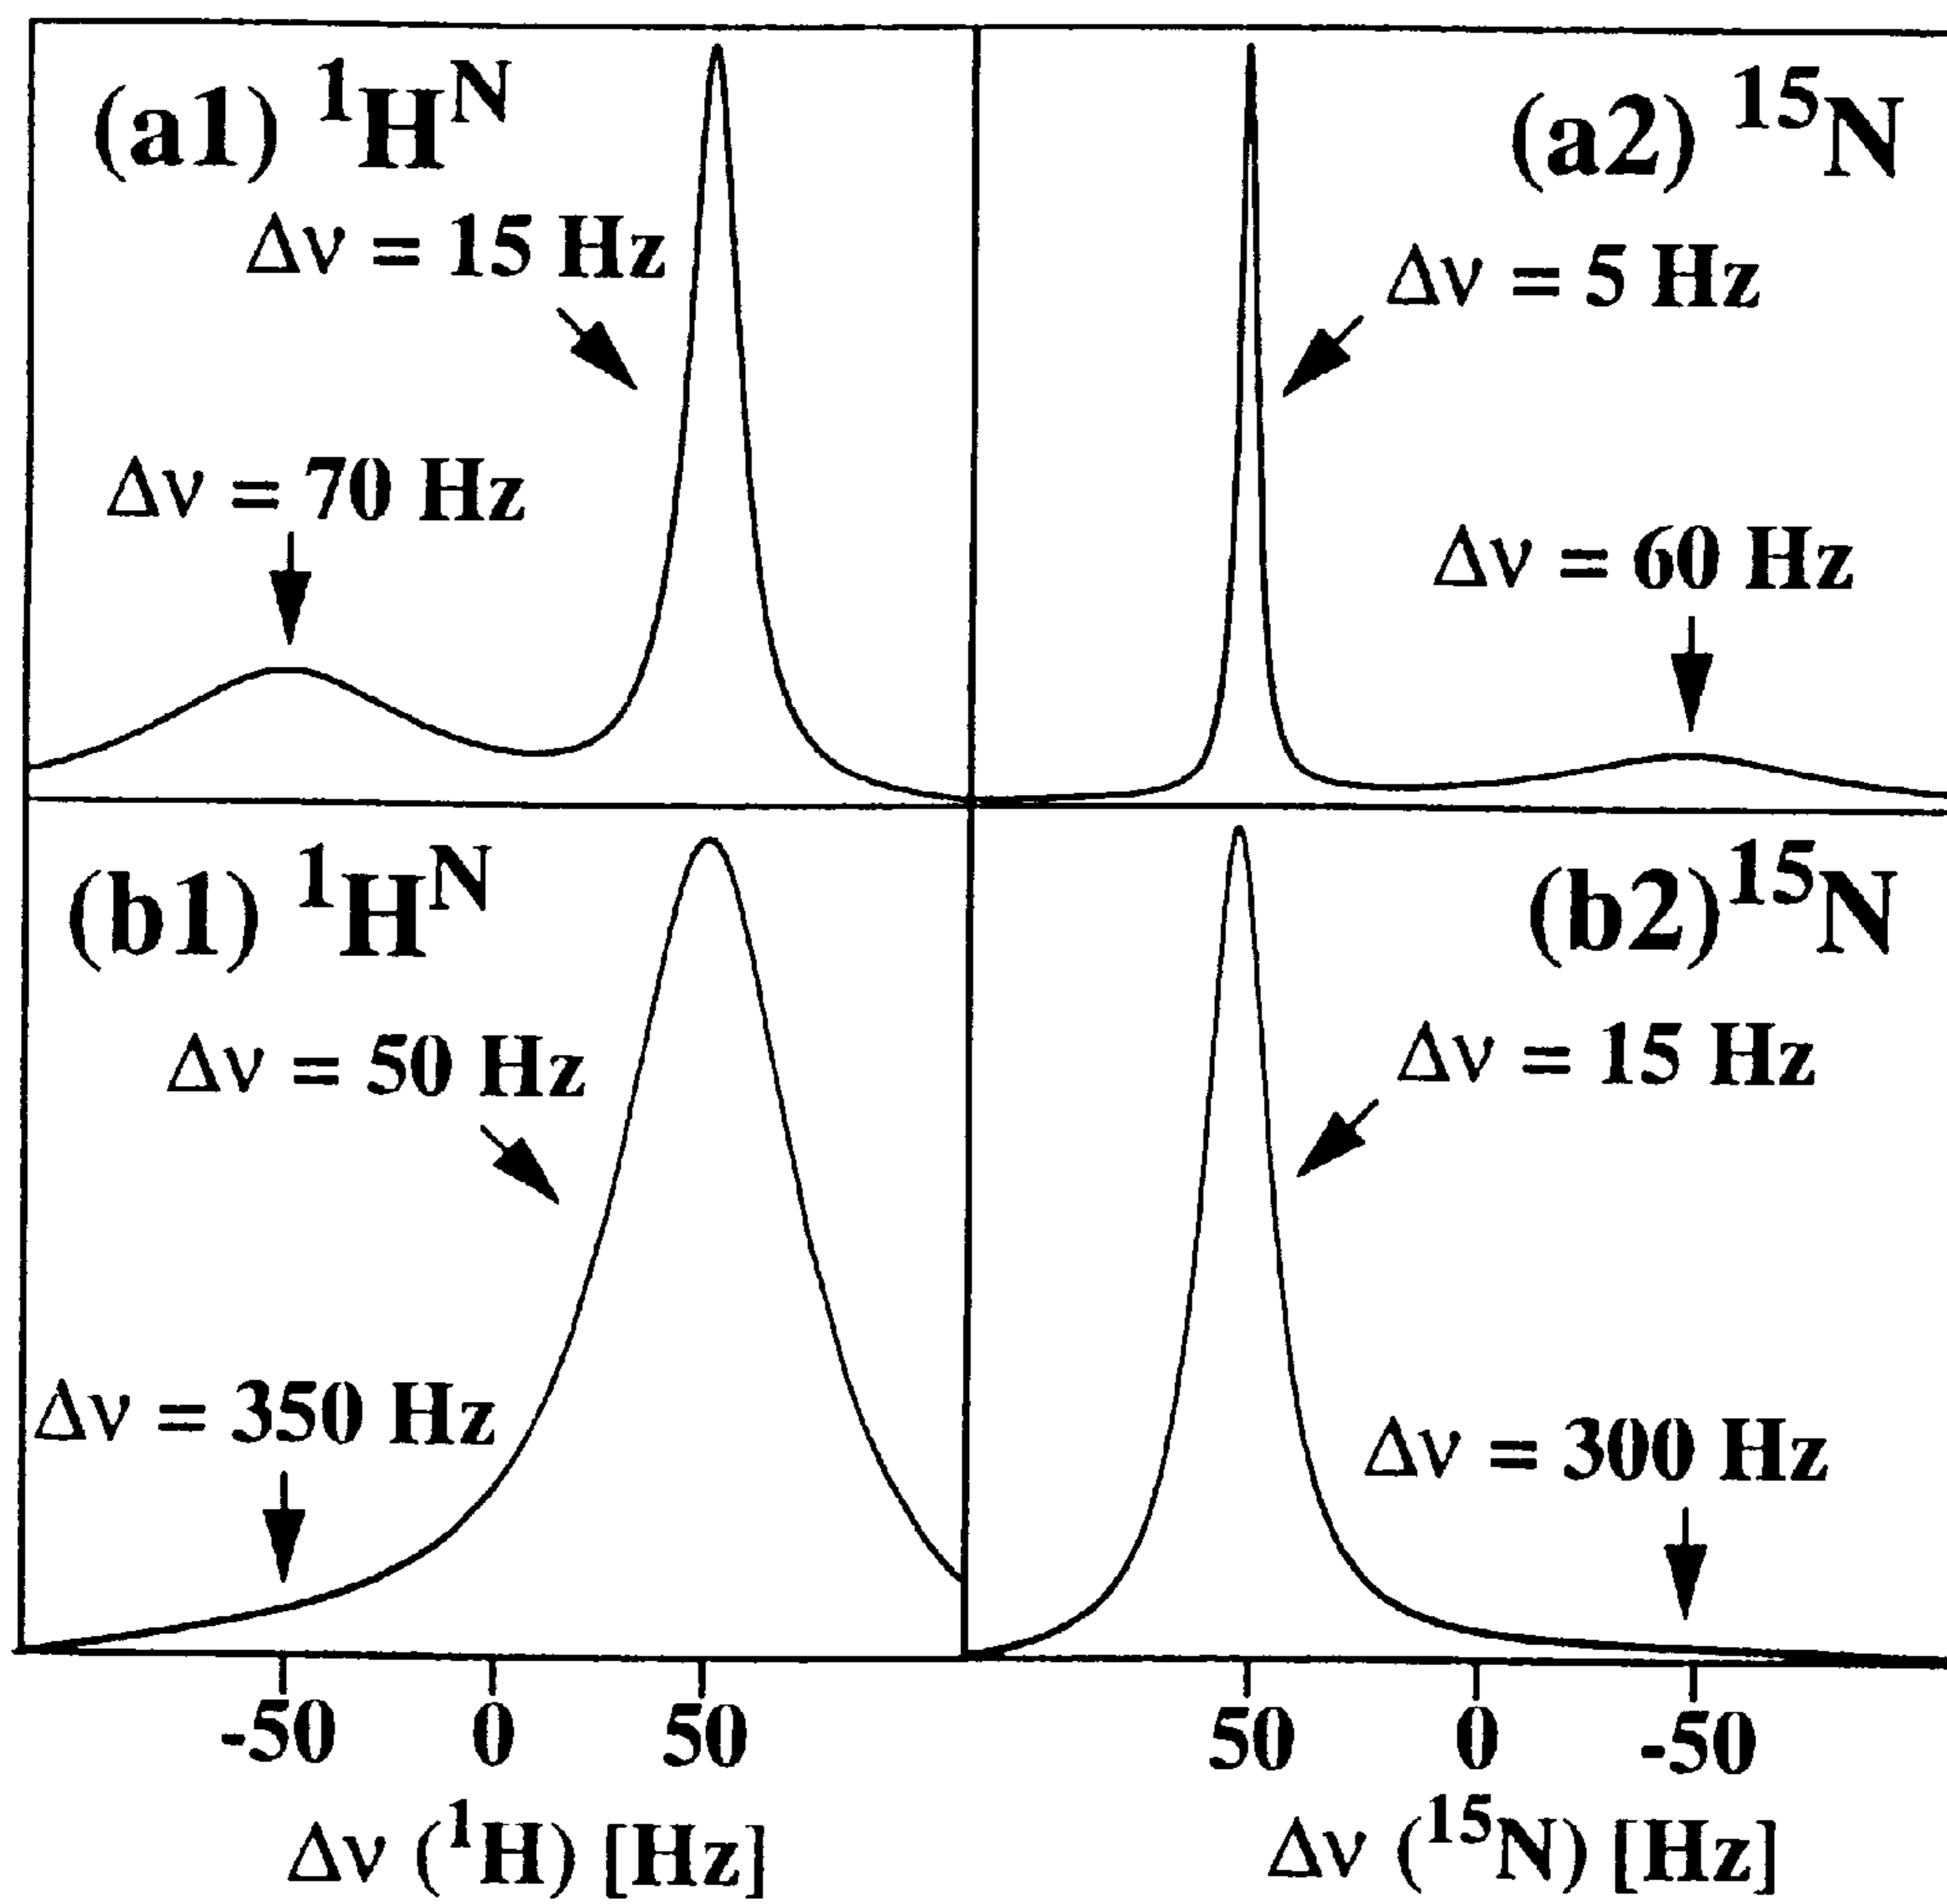 (a1) ¹Hᴺ
Δν = 15 Hz
Δν = 70 Hz
(a2) ¹⁵N
Δν = 5 Hz
Δν = 60 Hz
(b1) ¹Hᴺ
Δν = 50 Hz
Δν = 350 Hz
(b2) ¹⁵N
Δν = 15 Hz
Δν = 300 Hz
-50 0 50
Δν (¹H) [Hz]
50 0 -50
Δν (¹⁵N) [Hz]